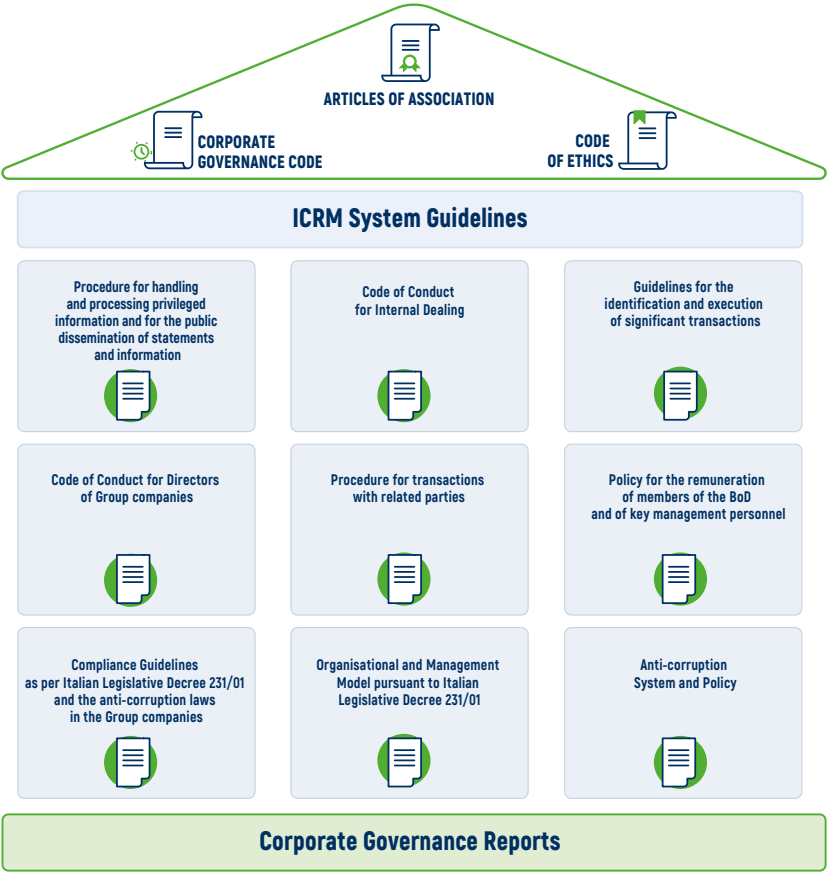 ARTICLES OF ASSOCIATION
CORPORATE
GOVERNANCE CODE
CODE
OF ETHICS
ICRM System Guidelines
Procedure for handling
and processing privileged
information and for the public
dissemination of statements
and information
Code of Conduct
for Internal Dealing
Guidelines for the
identification and execution
of significant transactions
Code of Conduct for Directors
of Group companies
Procedure for transactions
with related parties
Policy for the remuneration
of members of the BoD
and of key management personnel
Compliance Guidelines
as per Italian Legislative Decree 231/01
and the anti-corruption laws
in the Group companies
Organisational and Management
Model pursuant to Italian
Legislative Decree 231/01
Anti-corruption
System and Policy
Corporate Governance Reports